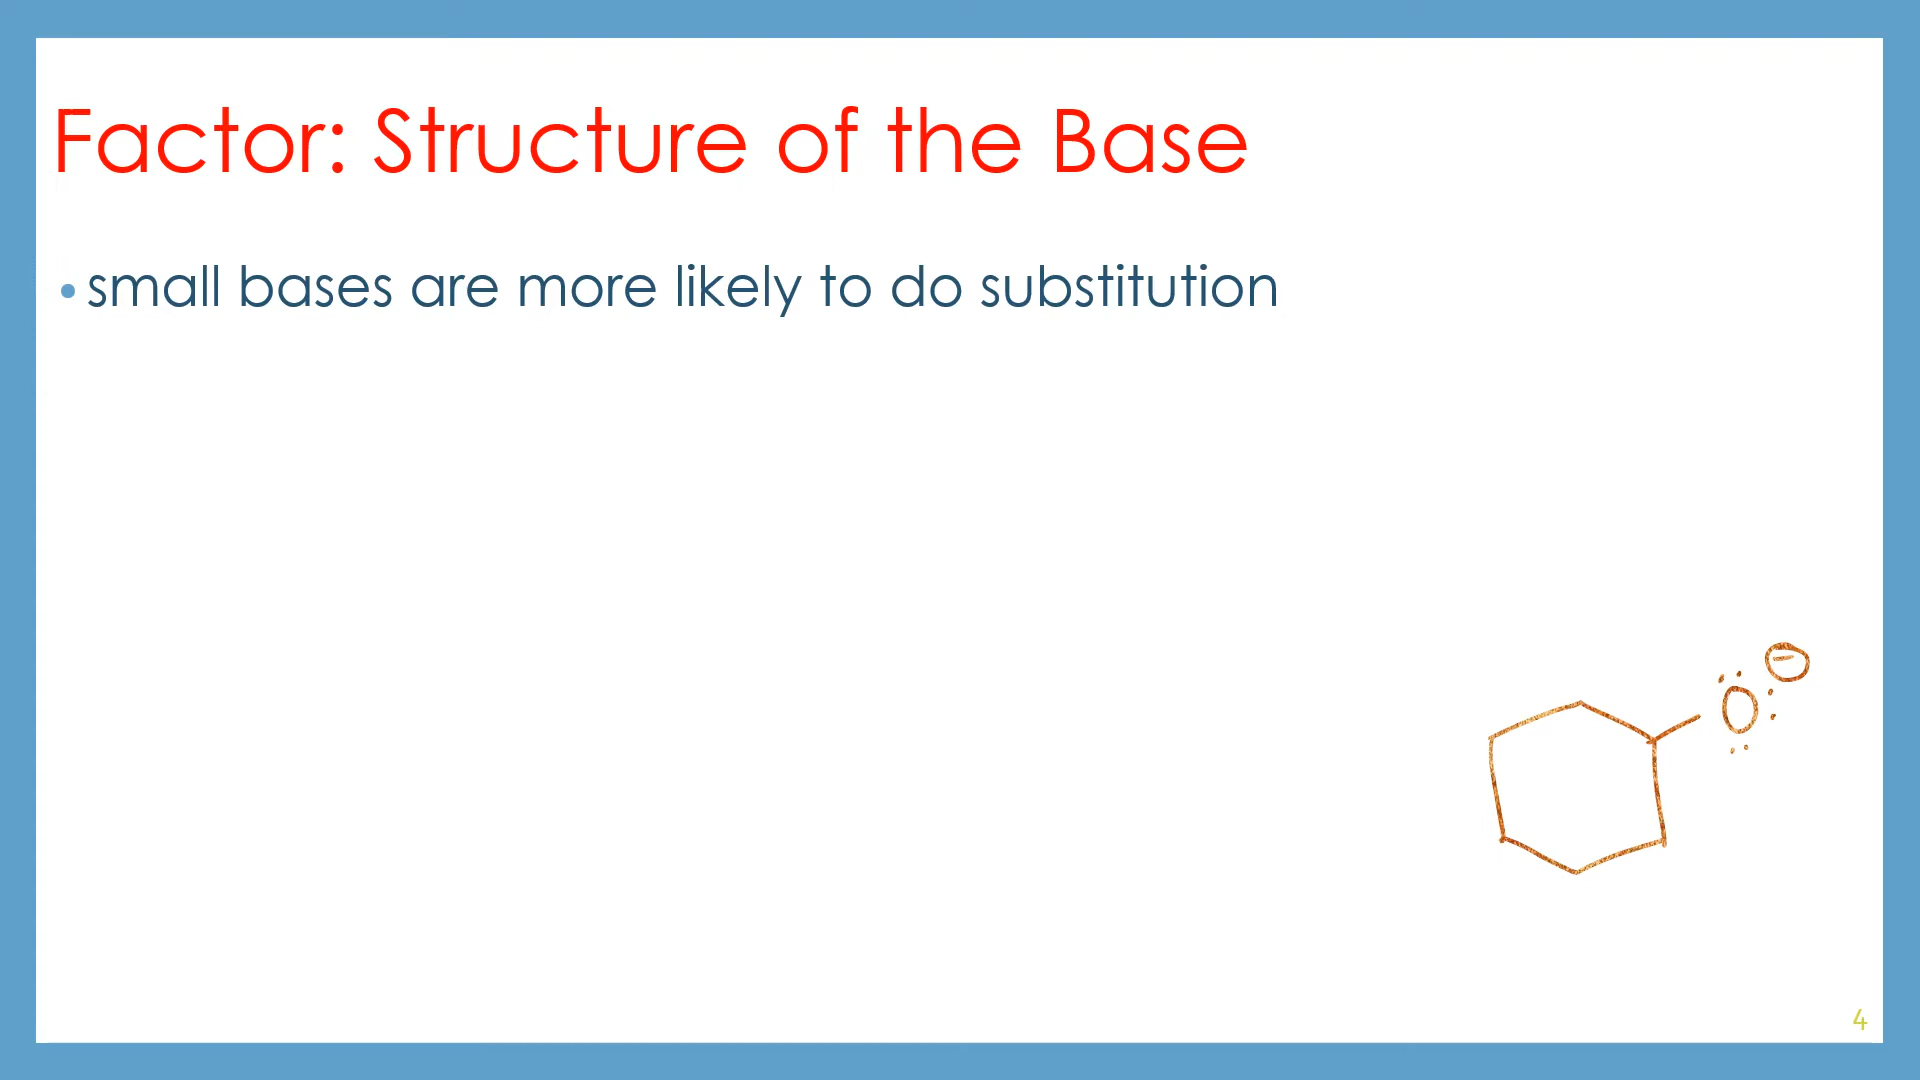 Factor: Structure of the Base
• small bases are more likely to do substitution
O
4